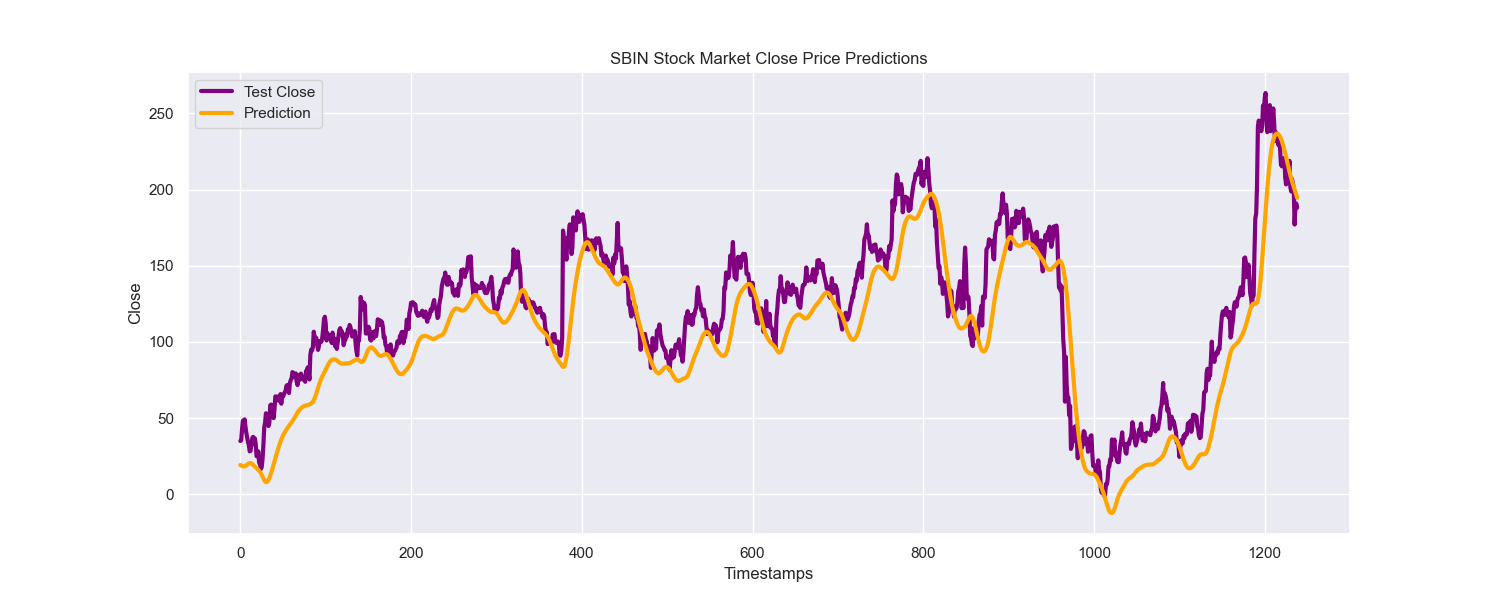 SBIN Stock Market Close Price Predictions
Test Close
Prediction
250
200
150
100
50
0
Close
0 200 400 600 800 1000 1200
Timestamps